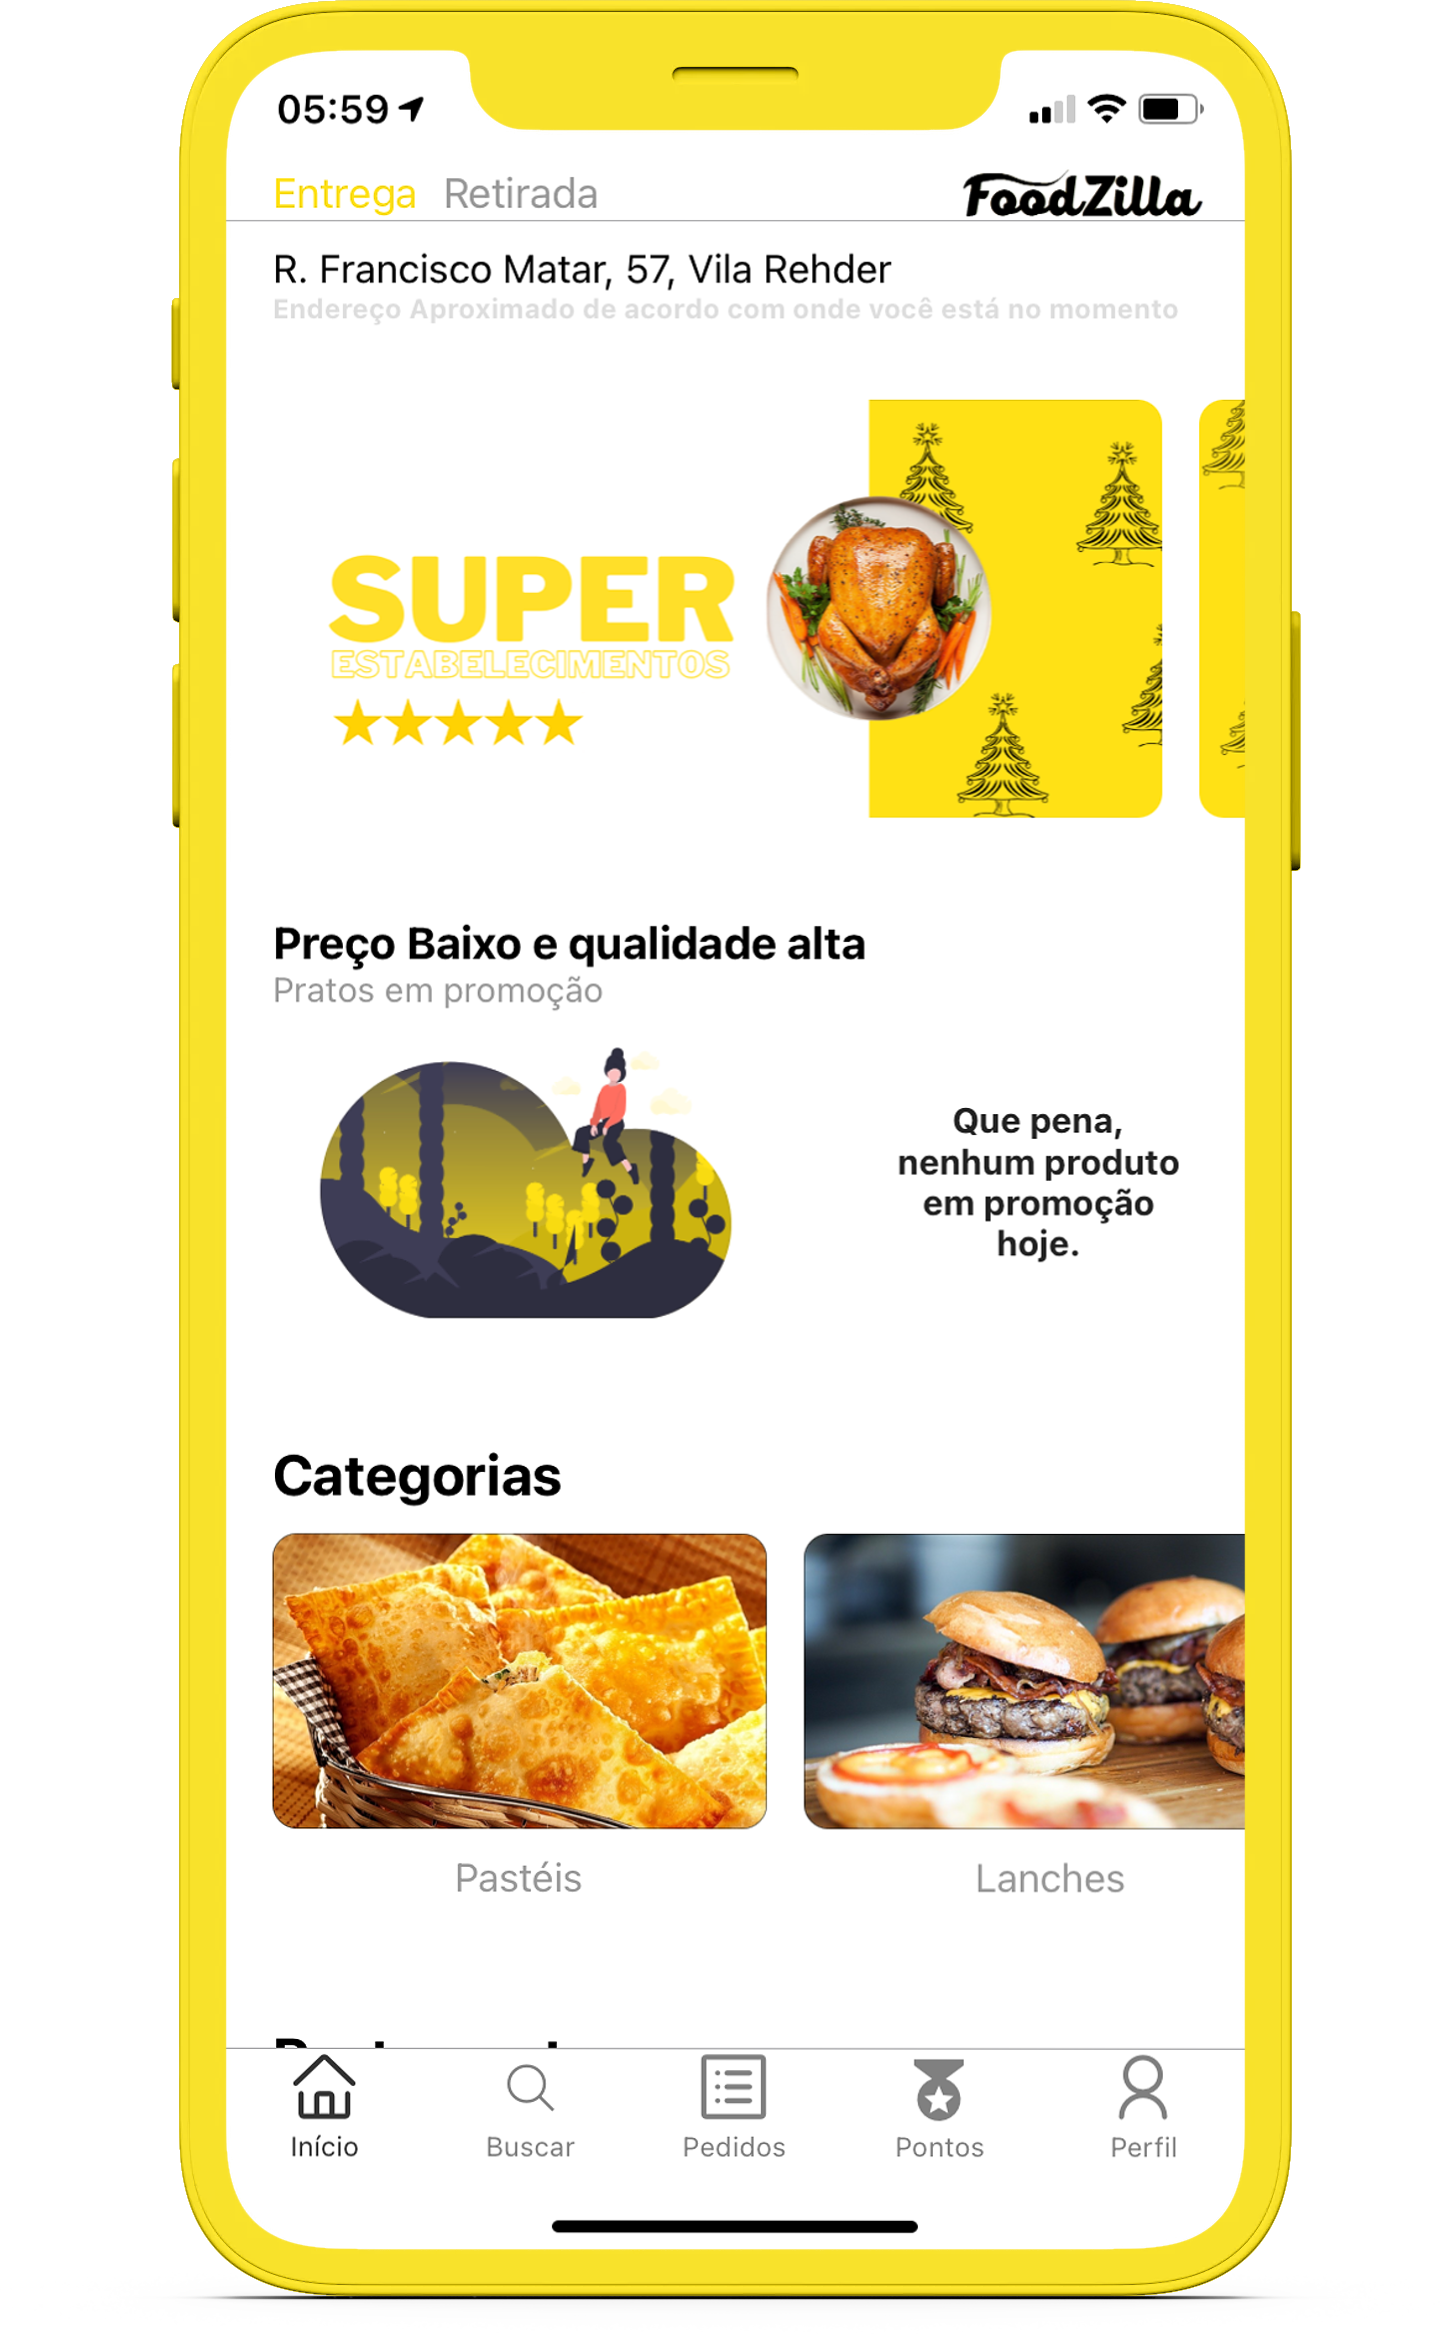 05:59
Entrega Retirada FoodZilla
R. Francisco Matar, 57, Vila Rehder
Endereço Aproximado de acordo com onde você está no momento
SUPER
ESTABELECIMENTOS
Preço Baixo e qualidade alta
Pratos em promoção
Que pena,
nenhum produto
em promoção
hoje.
Categorias
Pastéis Lanches
Início Buscar Pedidos Pontos Perfil